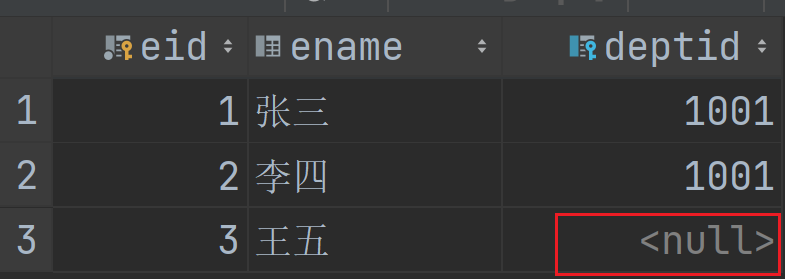 eid ename deptid
1 1 张三 1001
2 2 李四 1001
3 3 王五 <null>